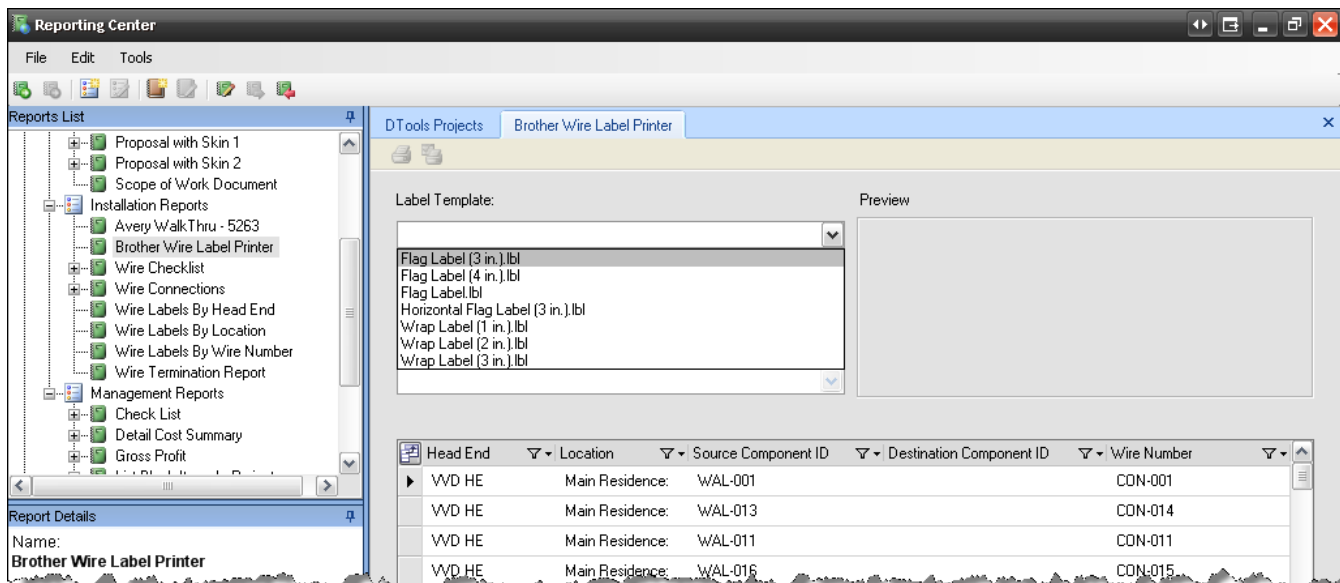 Reporting Center
File Edit Tools
Reports List
Proposal with Skin 1
Proposal with Skin 2
Scope of Work Document
Installation Reports
Avery WalkThru - 5263
Brother Wire Label Printer
Wire Checklist
Wire Connections
Wire Labels By Head End
Wire Labels By Location
Wire Labels By Wire Number
Wire Termination Report
Management Reports
Check List
Detail Cost Summary
Gross Profit
Report Details
Name:
Brother Wire Label Printer
DTools Projects Brother Wire Label Printer
Label Template: Preview
Flag Label (3 in.).lbl
Flag Label (4 in.).lbl
Flag Label.lbl
Horizontal Flag Label (3 in.).lbl
Wrap Label (1 in.).lbl
Wrap Label (2 in.).lbl
Wrap Label (3 in.).lbl
Head End Location Source Component ID Destination Component ID Wire Number
VVD HE Main Residence: WAL-001 CON-001
VVD HE Main Residence: WAL-013 CON-014
VVD HE Main Residence: WAL-011 CON-011
VVD HE Main Residence: WAL-016 CON-015